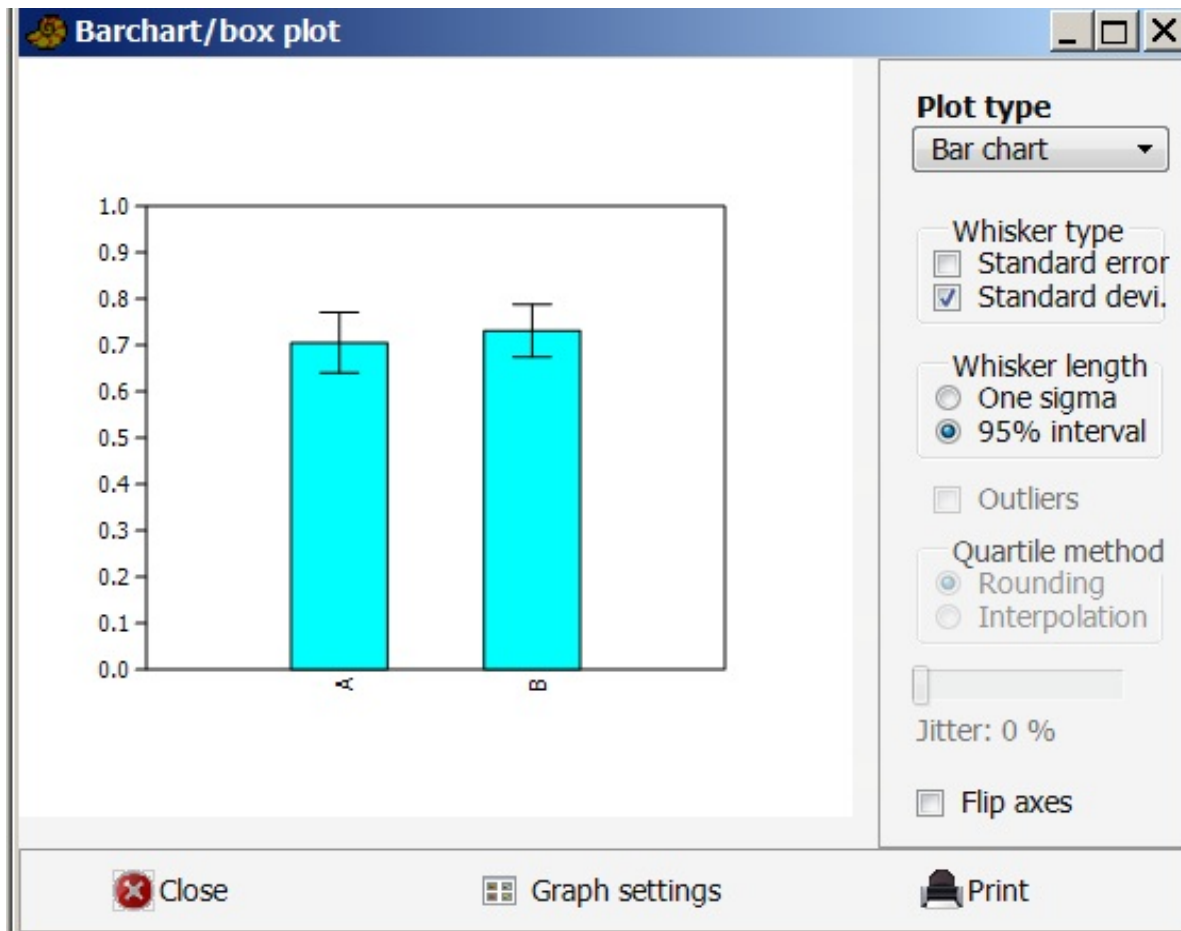 Barchart/box plot
1.0
0.9
0.8
0.7
0.6
0.5
0.4
0.3
0.2
0.1
0.0
A
B
Plot type
Bar chart
Whisker type
Standard error
Standard devi.
Whisker length
One sigma
95% interval
Outliers
Quartile method
Rounding
Interpolation
Jitter: 0 %
Flip axes
Close
Graph settings
Print